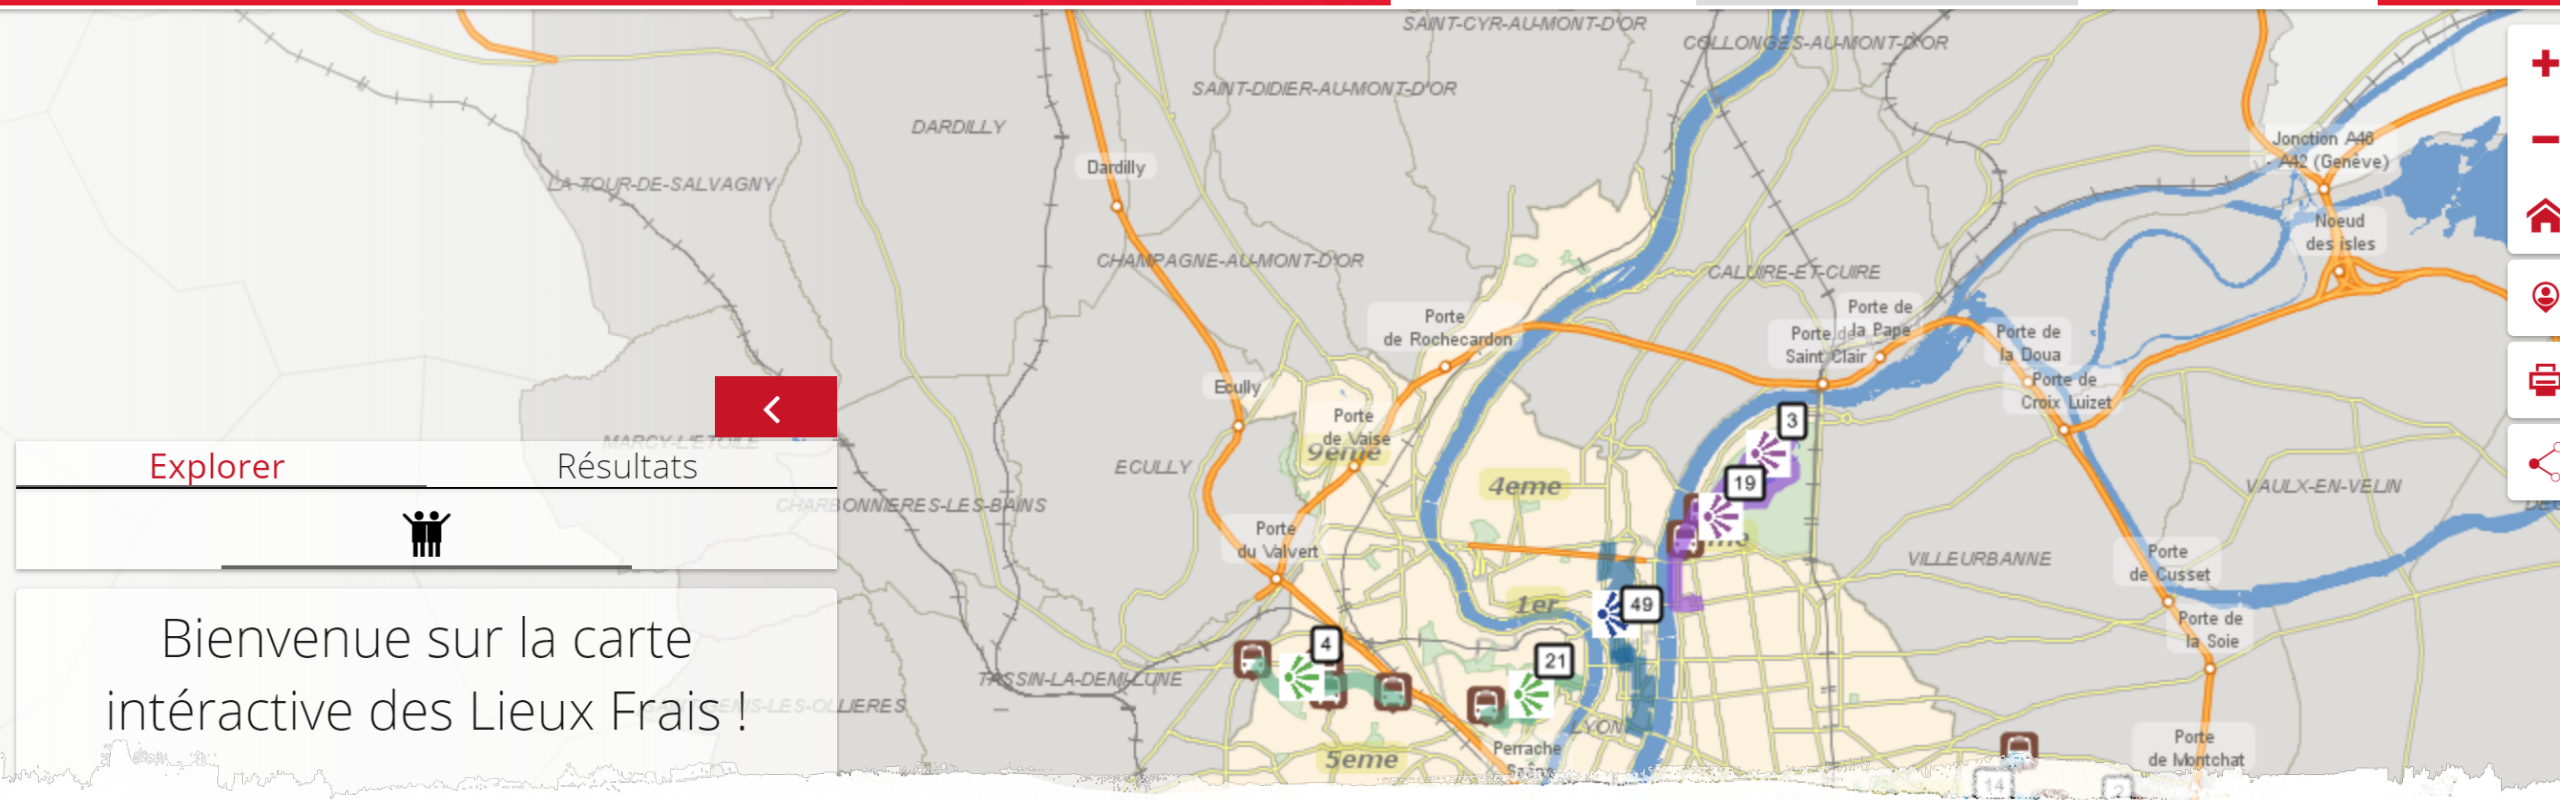 SAINT-CYR-AU-MONT-D'OR
COLLONGES-AU-MONT-D'OR
SAINT-DIDIER-AU-MONT-D'OR
DARDILLY
Jonction A46
- A42 (Genève)
Dardilly
LA-TOUR-DE-SALVAGNY
Noeud
des isles
CHAMPAGNE-AU-MONT-D'OR
CALUIRE-ET-CUIRE
Porte
de Rochecardon
Porte de
la Pape
Porte de
Saint Clair
Porte de
la Doua
Porte de
Croix Luizet
Ecully
Porte
de Vaise
9eme
3
MARCY-L'ETOILE
Explorer
Résultats
ECULLY
4eme
19
VAULX-EN-VELIN
CHARBONNIERES-LES-BAINS
Porte
du Valvert
VILLEURBANNE
Porte
de Cusset
1er
49
Porte de
la Soie
Bienvenue sur la carte
intéractive des Lieux Frais !
4
21
TASSIN-LA-DEMI-LUNE
LYON
Perrache
5eme
Porte
de Montchat
14
2